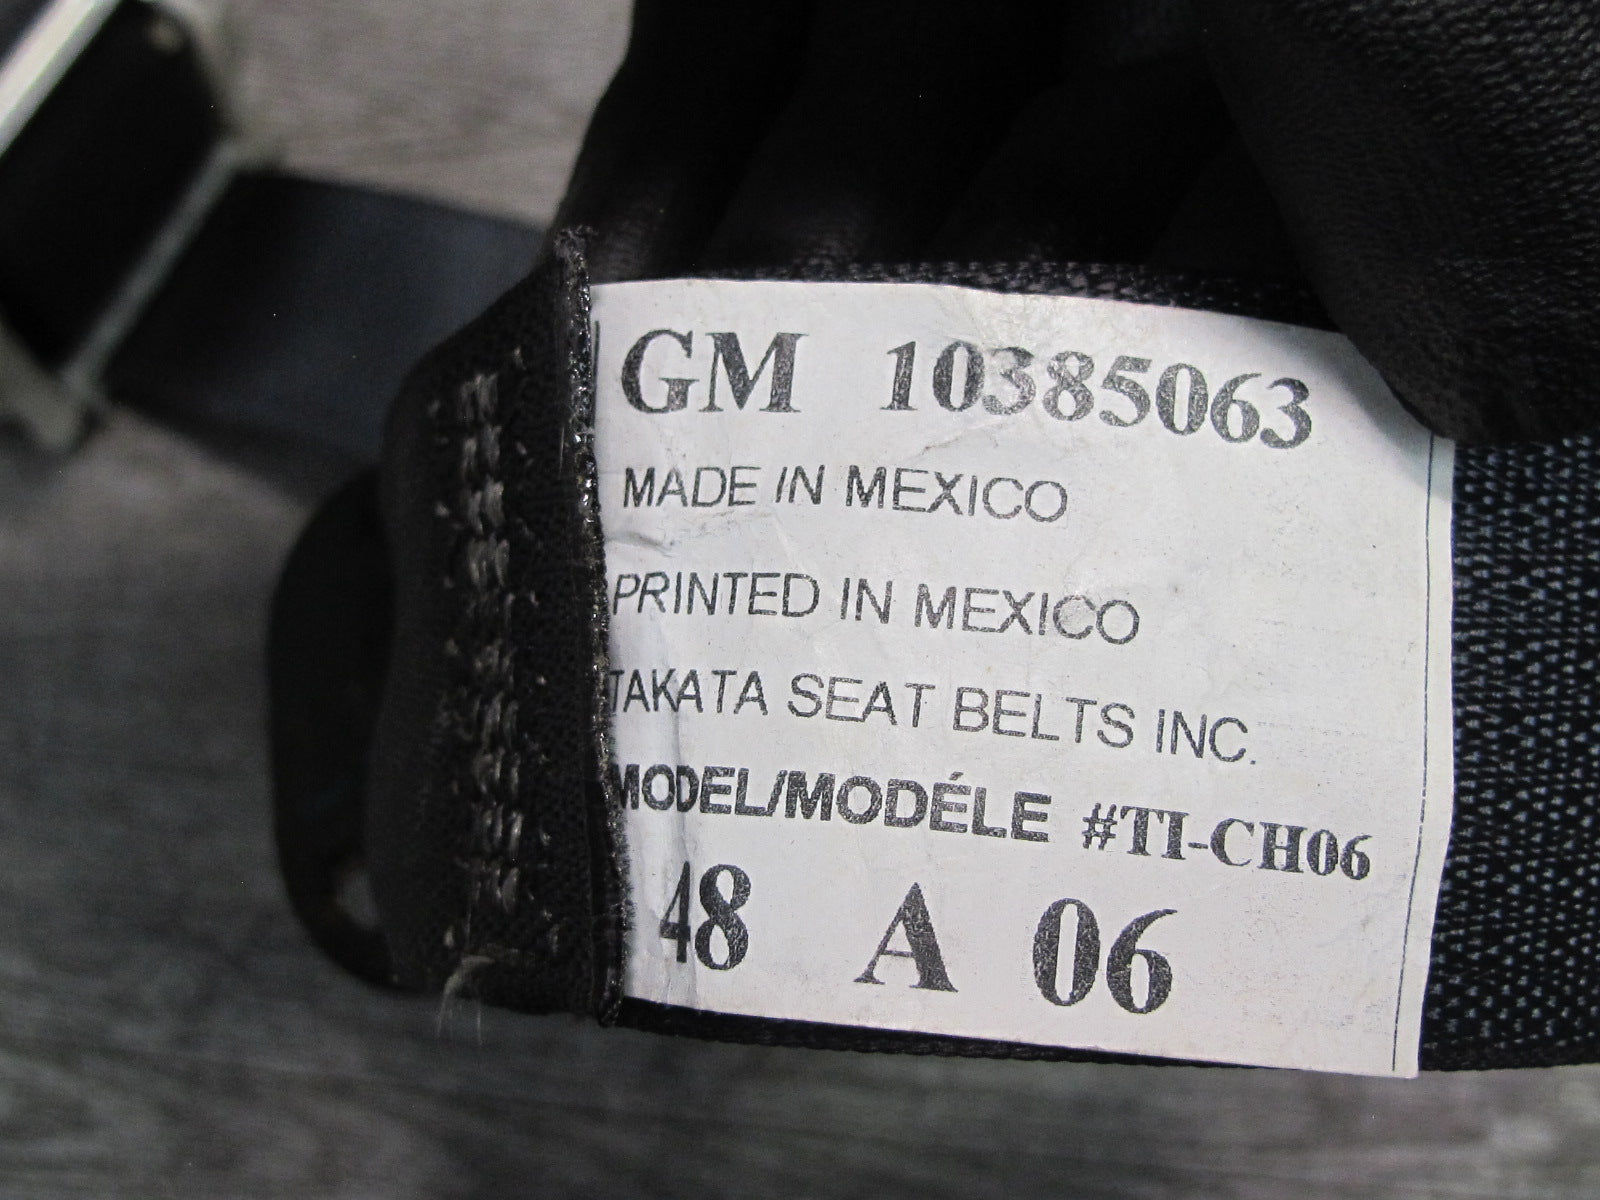 GM 10385063
MADE IN MEXICO
PRINTED IN MEXICO
TAKATA SEAT BELTS INC.
MODEL/MODÉLE #TI-CH06
48 A 06